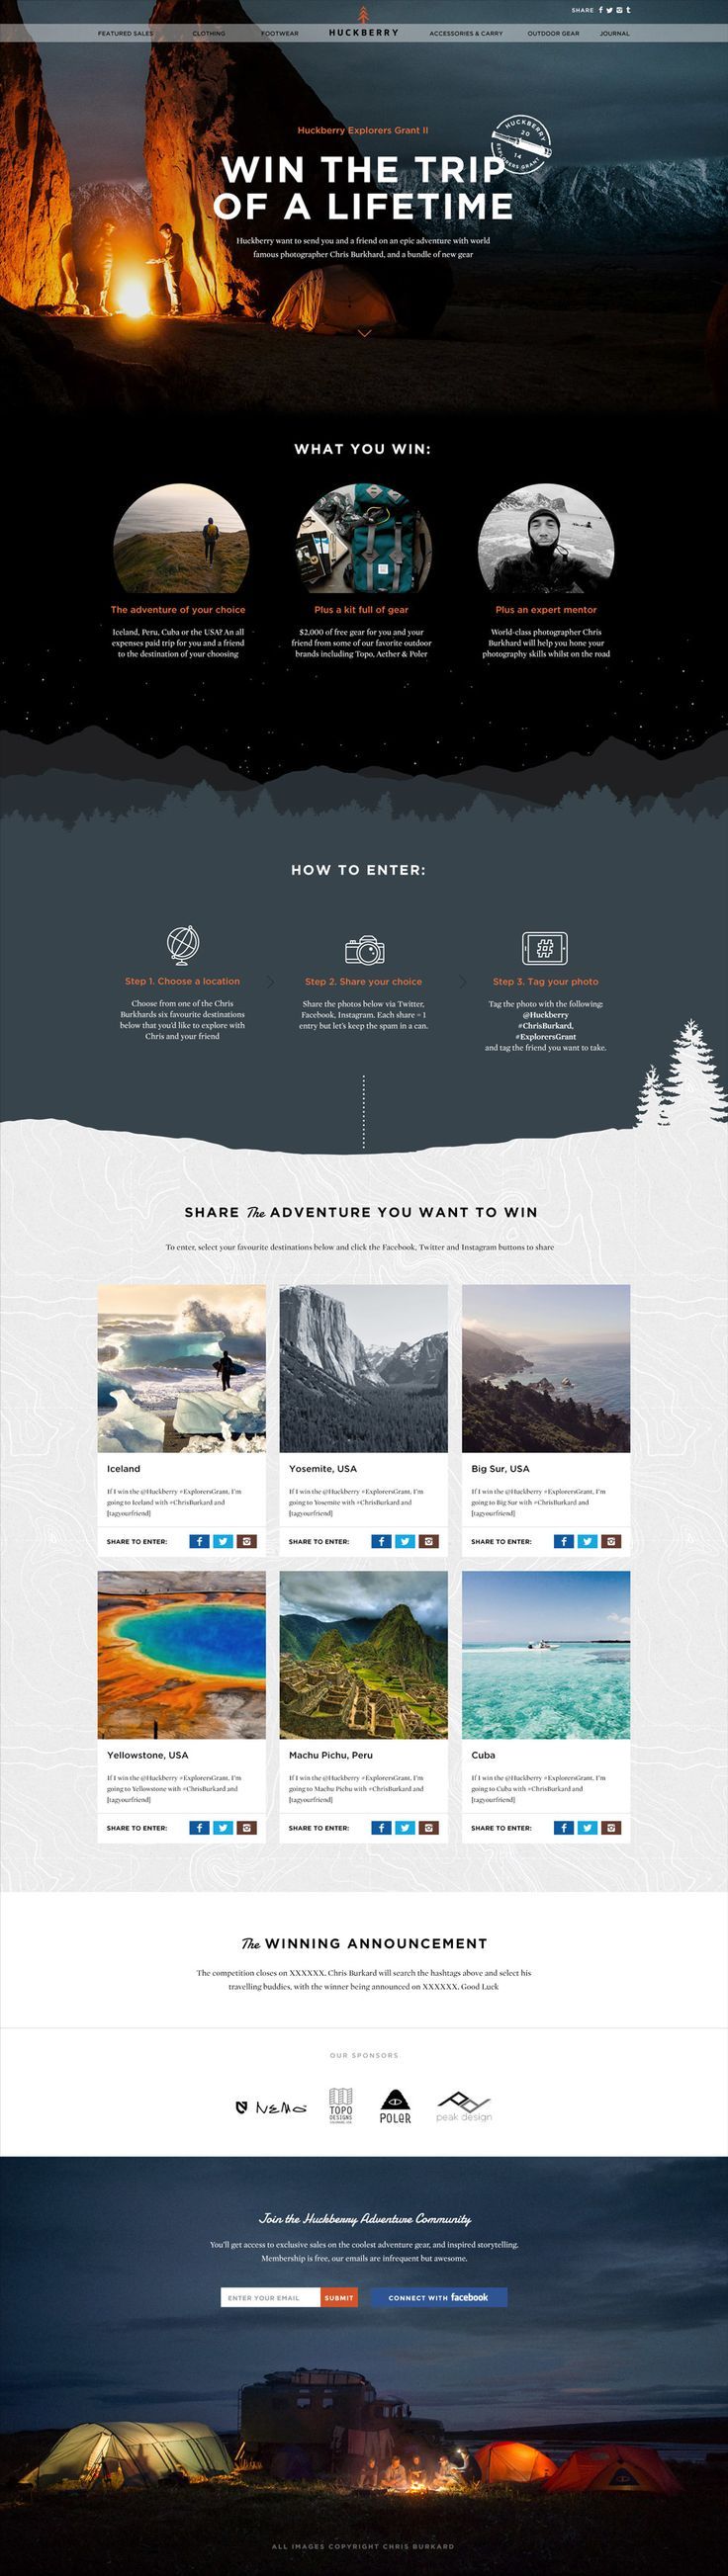 SHARE
FEATURED SALES
CLOTHING
FOOTWEAR
HUCKBERRY
ACCESSORIES & CARRY
OUTDOOR GEAR
JOURNAL
Huckberry Explorers Grant II
HUCKBERRY
20
14
EXPLORERS GRANT
WIN THE TRIP
OF A LIFETIME
Huckberry want to send you and a friend on an epic adventure with world
famous photographer Chris Burkhard, and a bundle of new gear
WHAT YOU WIN:
The adventure of your choice
Iceland, Peru, Cuba or the USA? An all
expenses paid trip for you and a friend
to the destination of your choosing
Plus a kit full of gear
$2,000 of free gear for you and your
friend from some of our favorite outdoor
brands including Topo, Aether & Poler
Plus an expert mentor
World-class photographer Chris
Burkhard will help you hone your
photography skills whilst on the road
HOW TO ENTER:
Step 1. Choose a location
Choose from one of the Chris
Burkhards six favourite destinations
below that you'd like to explore with
Chris and your friend
Step 2. Share your choice
Share the photos below via Twitter,
Facebook, Instagram. Each share = 1
entry but let's keep the spam in a can.
#
Step 3. Tag your photo
Tag the photo with the following:
@Huckberry
#ChrisBurkard,
#ExplorersGrant
and tag the friend you want to take.
SHARE The ADVENTURE YOU WANT TO WIN
To enter, select your favourite destinations below and click the Facebook, Twitter and Instagram buttons to share
Iceland
If I win the @Huckberry #ExplorersGrant, I'm
going to Iceland with #ChrisBurkard and
[tagyourfriend]
SHARE TO ENTER:
Yosemite, USA
If I win the @Huckberry #ExplorersGrant, I'm
going to Yosemite with #ChrisBurkard and
[tagyourfriend]
SHARE TO ENTER:
Big Sur, USA
If I win the @Huckberry #ExplorersGrant, I'm
going to Big Sur with #ChrisBurkard and
[tagyourfriend]
SHARE TO ENTER:
Yellowstone, USA
If I win the @Huckberry #ExplorersGrant, I'm
going to Yellowstone with #ChrisBurkard and
[tagyourfriend]
SHARE TO ENTER:
Machu Pichu, Peru
If I win the @Huckberry #ExplorersGrant, I'm
going to Machu Pichu with #ChrisBurkard and
[tagyourfriend]
SHARE TO ENTER:
Cuba
If I win the @Huckberry #ExplorersGrant, I'm
going to Cuba with #ChrisBurkard and
[tagyourfriend]
SHARE TO ENTER:
The WINNING ANNOUNCEMENT
The competition closes on XXXXXX. Chris Burkard will search the hashtags above and select his
travelling buddies, with the winner being announced on XXXXXX. Good Luck
OUR SPONSORS
NEMO
TOPO
DESIGNS
POLER
peak design
Join the Huckberry Adventure Community
You'll get access to exclusive sales on the coolest adventure gear, and inspired storytelling.
Membership is free, our emails are infrequent but awesome.
ENTER YOUR EMAIL
SUBMIT
CONNECT WITH facebook
ALL IMAGES COPYRIGHT CHRIS BURKARD